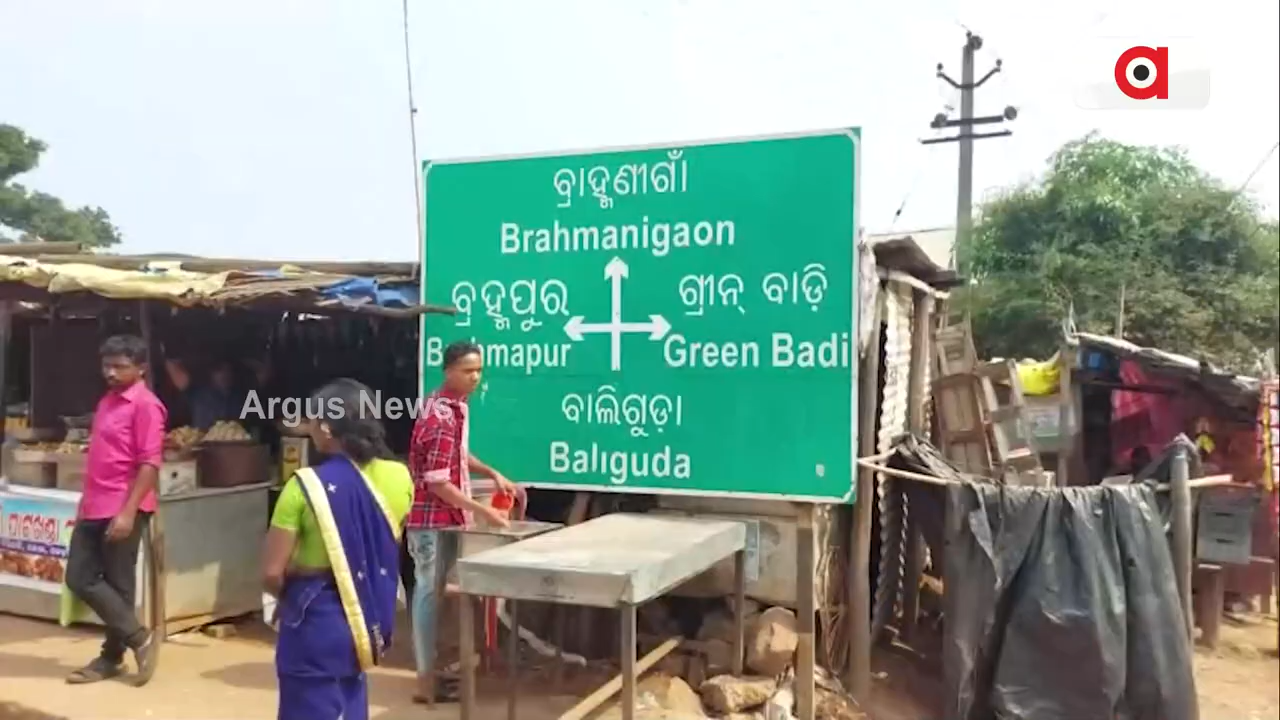 ବ୍ରାହ୍ମଣୀଗାଁ
Brahmanigaon
ବ୍ରହ୍ମପୁର
ଗ୍ରୀନ୍ ବାଡ଼ି
Green Badi
ବାଲିଗୁଡ଼ା
Baliguda
Argus News
a